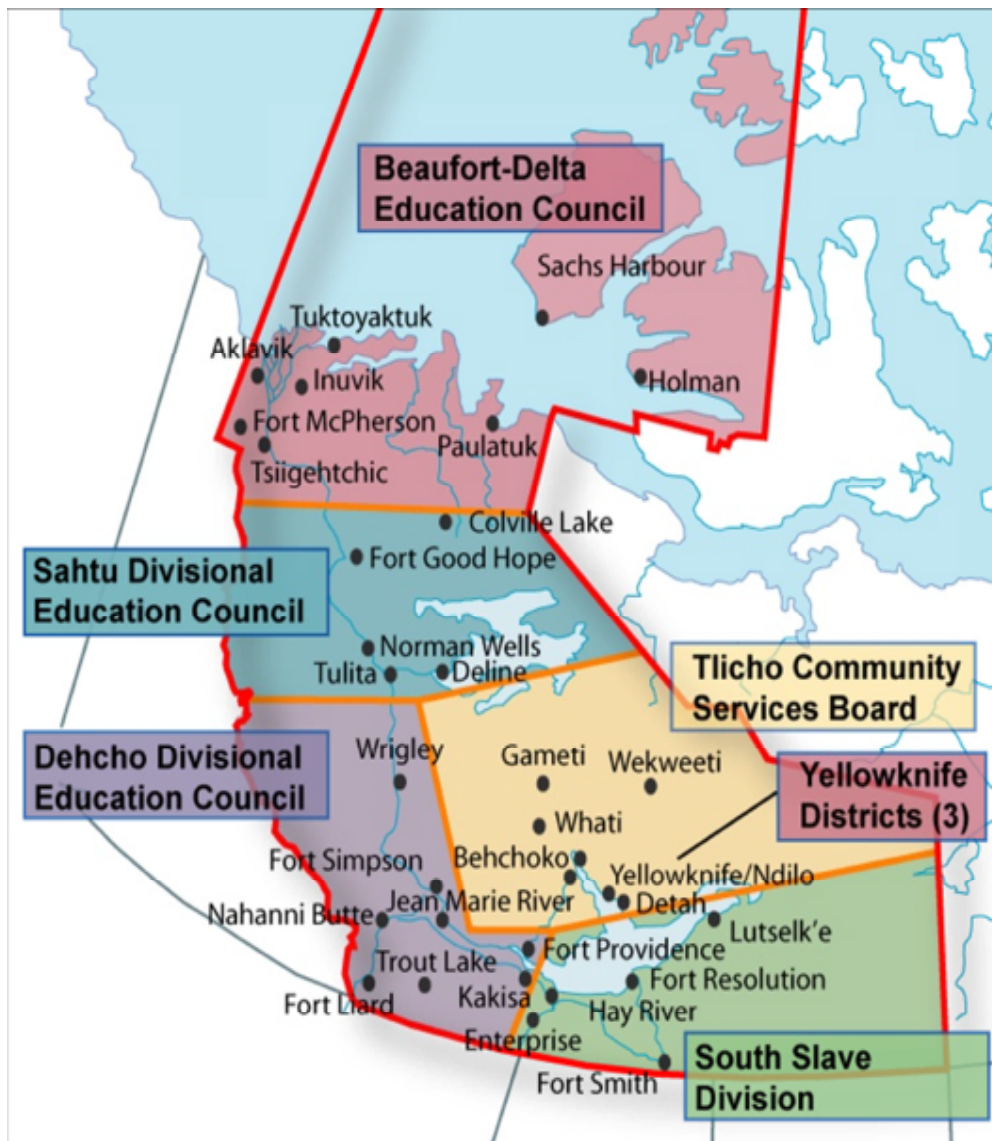 Beaufort-Delta
Education Council
Sachs Harbour
Tuktoyaktuk
Aklavik
Inuvik
Holman
Fort McPherson
Paulatuk
Tsiigehtchic
Colville Lake
Fort Good Hope
Sahtu Divisional
Education Council
Norman Wells
Tulita
Deline
Tlicho Community
Services Board
Dehcho Divisional
Education Council
Wrigley
Gameti
Wekweeti
Yellowknife
Districts (3)
Whati
Fort Simpson
Behchoko
Yellowknife/Ndilo
Jean Marie River
Detah
Nahanni Butte
Lutselk'e
Fort Providence
Trout Lake
Fort Resolution
Fort Liard
Kakisa
Hay River
Enterprise
South Slave
Division
Fort Smith